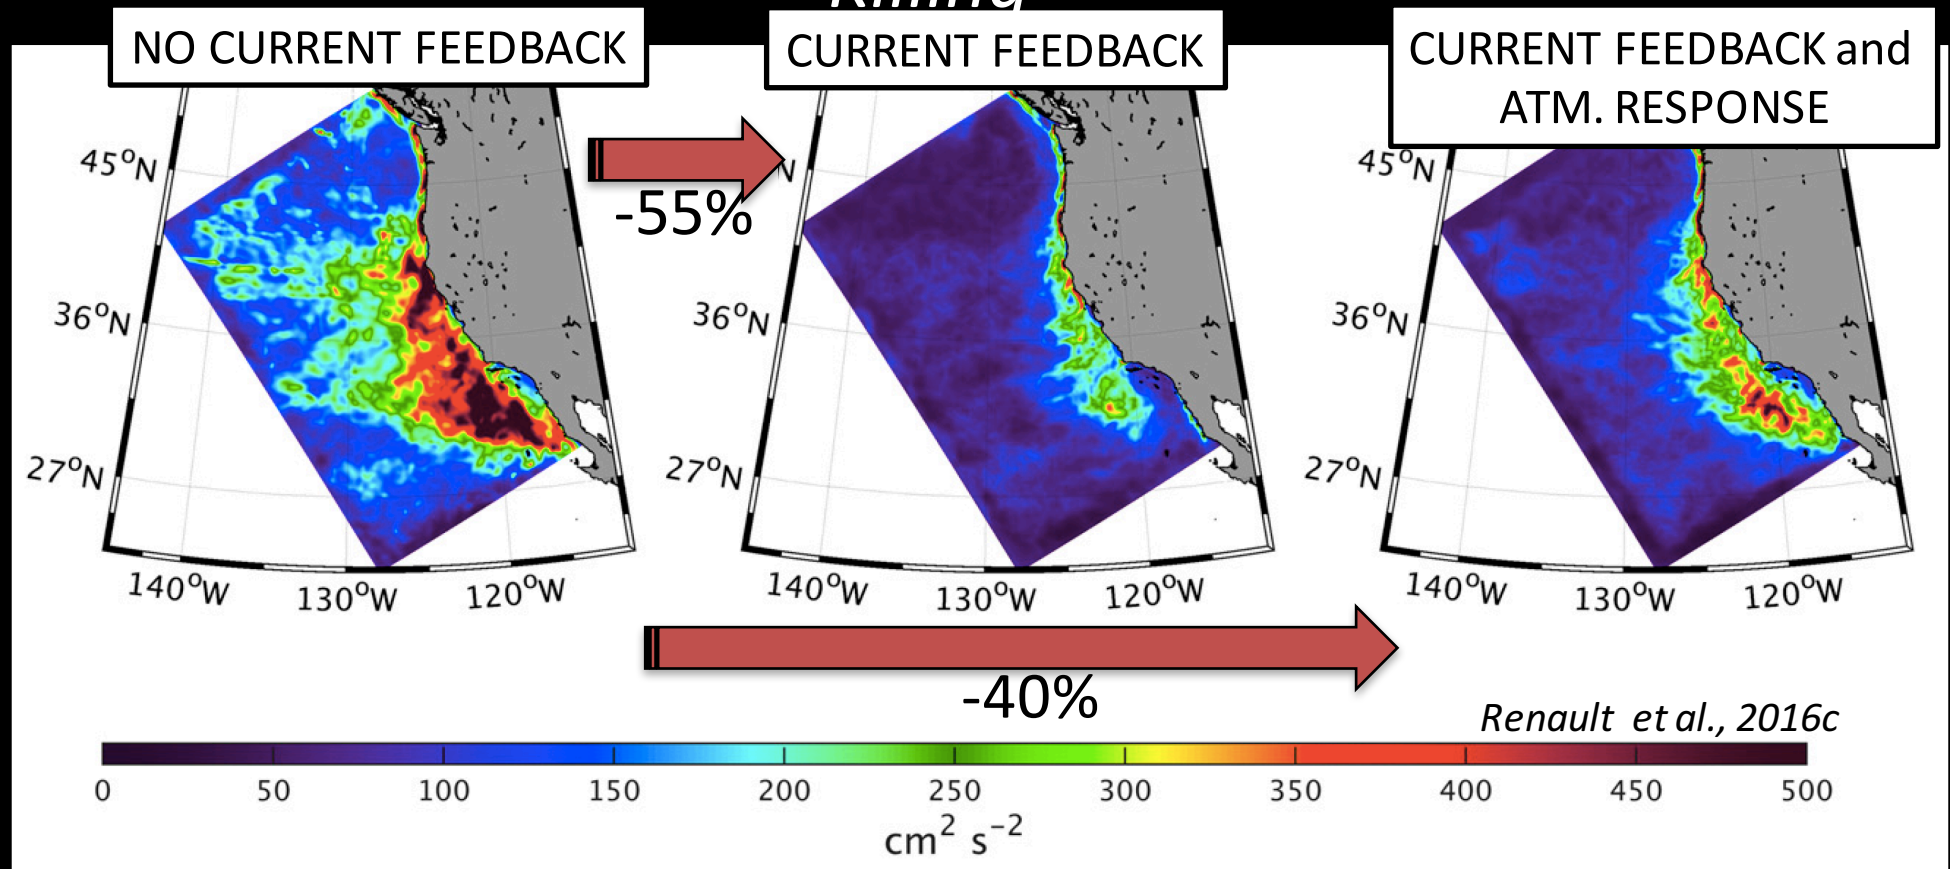 NO CURRENT FEEDBACK
CURRENT FEEDBACK
CURRENT FEEDBACK and
ATM. RESPONSE
45°N
36°N
27°N
140°W
130°W
120°W
-55%
N
36°N
27°N
140°W
130°W
120°W
45°N
36°N
27°N
140°W
130°W
120°W
-40%
Renault et al., 2016c
0 50 100 150 200 250 300 350 400 450 500
cm² s⁻²